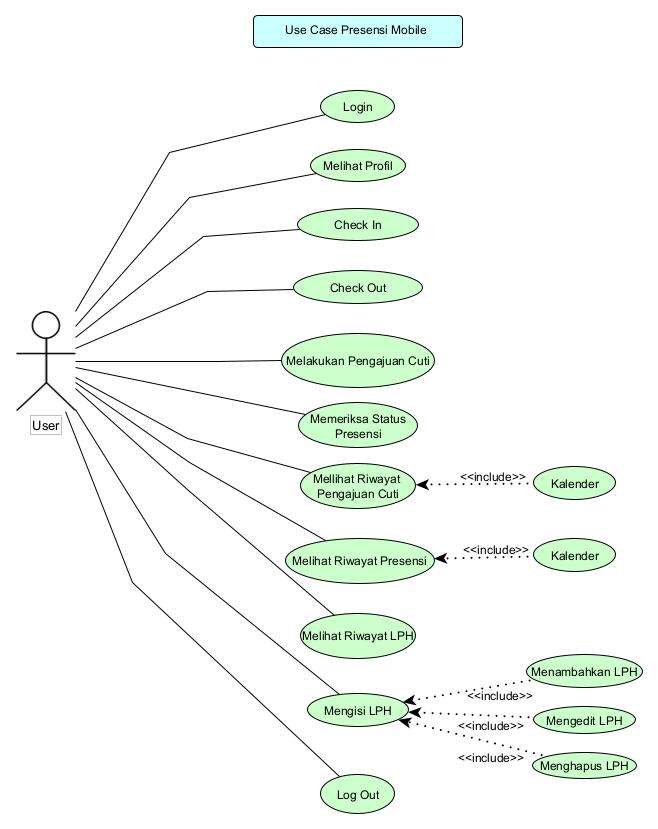 Use Case Presensi Mobile
Login
Melihat Profil
Check In
Check Out
Melakukan Pengajuan Cuti
Memeriksa Status
Presensi
User
Mellihat Riwayat
Pengajuan Cuti
<<include>>
Kalender
Melihat Riwayat Presensi
<<include>>
Kalender
Melihat Riwayat LPH
Menambahkan LPH
<<include>>
Mengisi LPH
Mengedit LPH
<<include>>
Menghapus LPH
<<include>>
Log Out